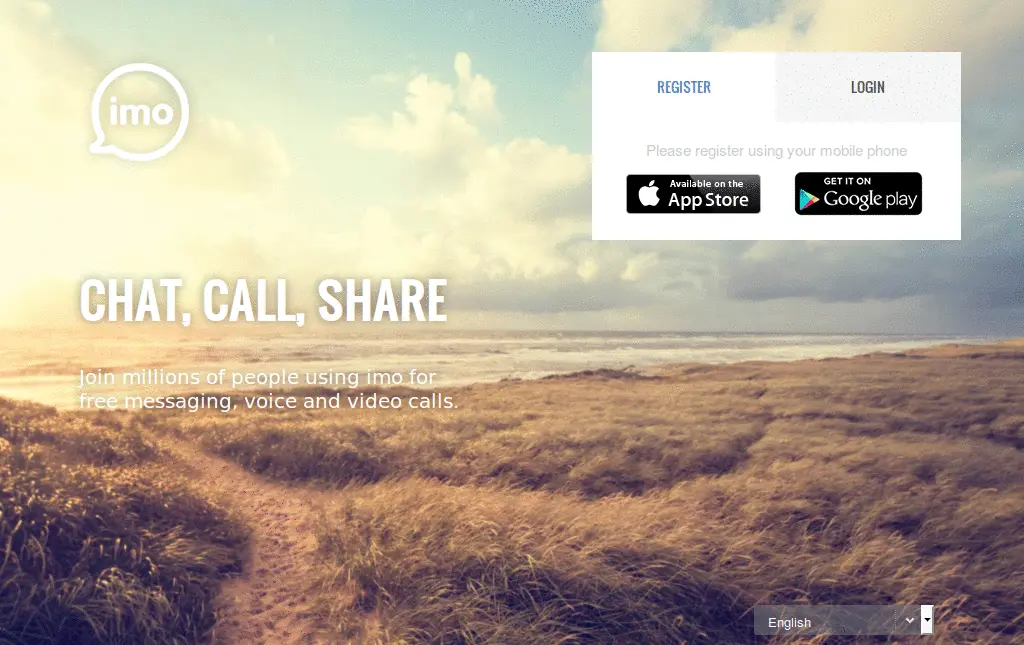 imo
REGISTER
LOGIN
Please register using your mobile phone
Available on the
App Store
GET IT ON
Google play
CHAT, CALL, SHARE
Join millions of people using imo for
free messaging, voice and video calls.
English